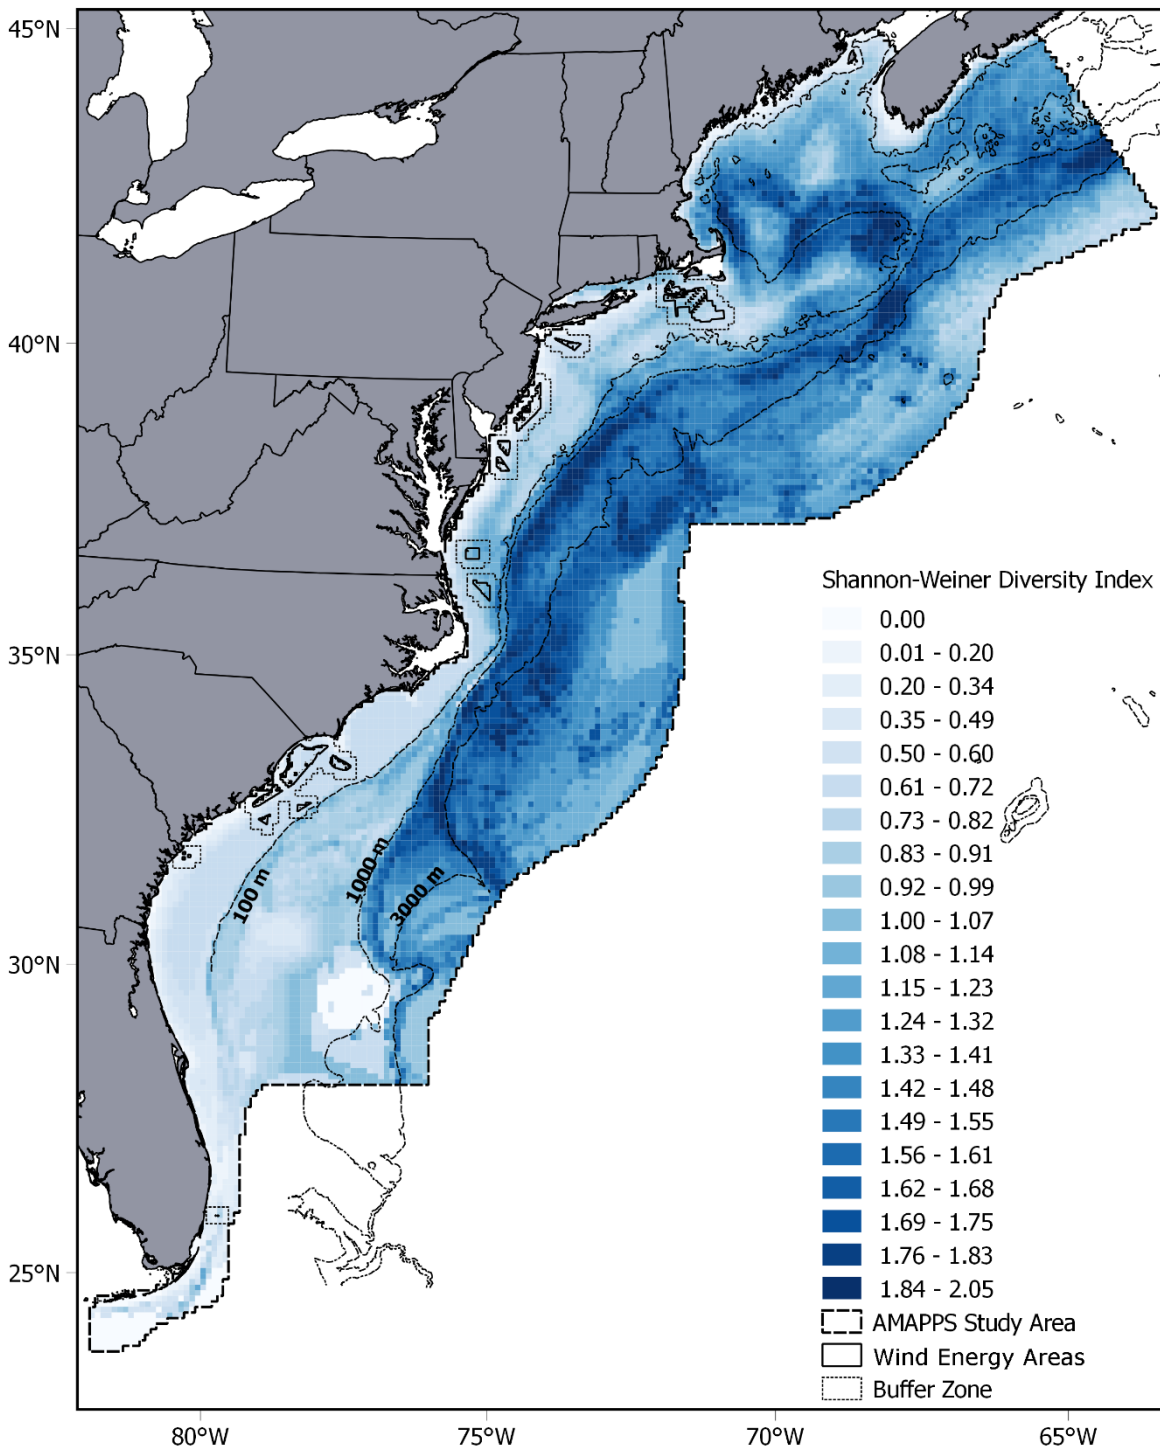 45°N
40°N
35°N
30°N
25°N
80°W
75°W
70°W
65°W
100 m
1000 m
3000 m
Shannon-Weiner Diversity Index
0.00
0.01 - 0.20
0.20 - 0.34
0.35 - 0.49
0.50 - 0.60
0.61 - 0.72
0.73 - 0.82
0.83 - 0.91
0.92 - 0.99
1.00 - 1.07
1.08 - 1.14
1.15 - 1.23
1.24 - 1.32
1.33 - 1.41
1.42 - 1.48
1.49 - 1.55
1.56 - 1.61
1.62 - 1.68
1.69 - 1.75
1.76 - 1.83
1.84 - 2.05
AMAPPS Study Area
Wind Energy Areas
Buffer Zone